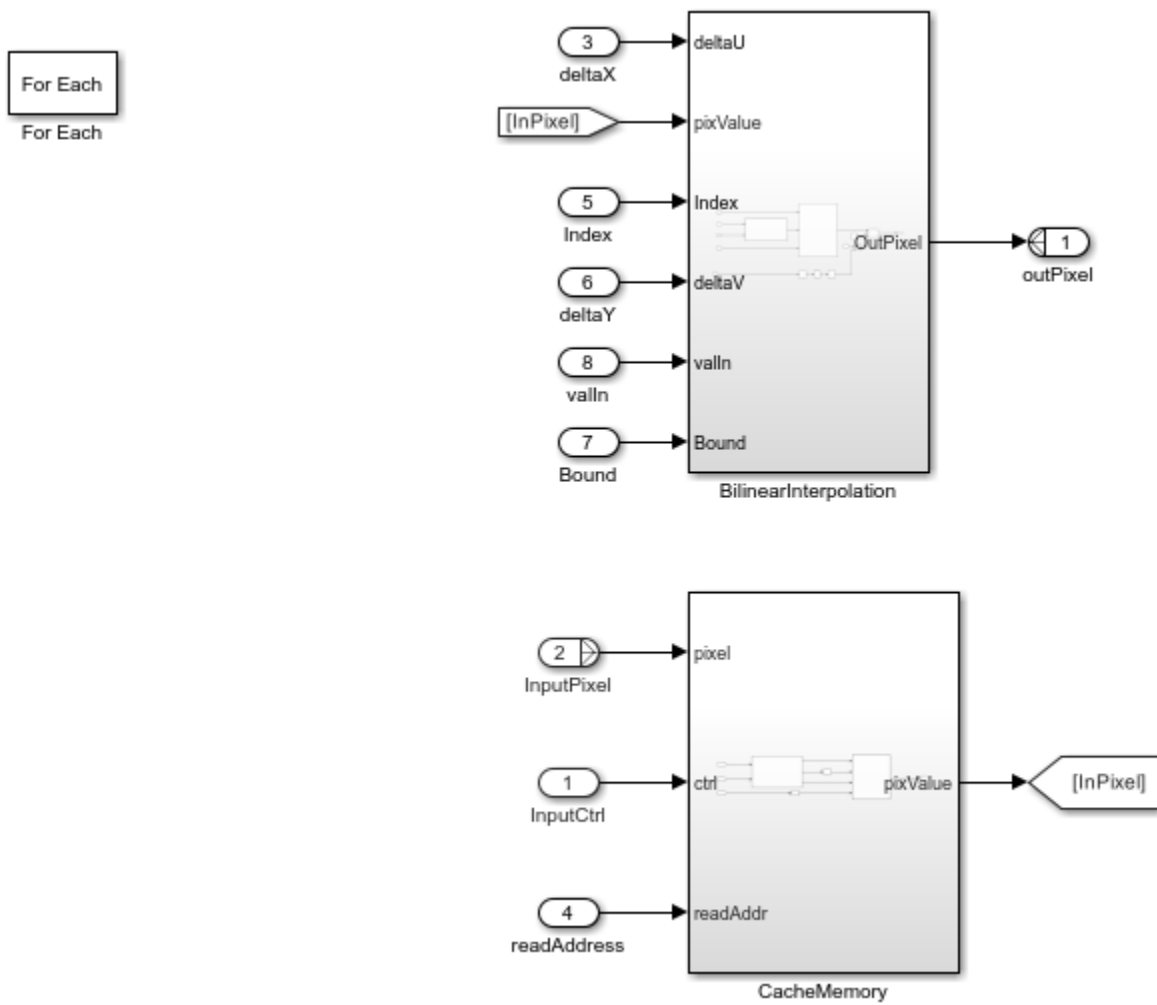 For Each
For Each
3
deltaX
[InPixel]
5
Index
6
deltaY
8
valIn
7
Bound
deltaU
pixValue
Index
deltaV
valIn
Bound
OutPixel
BilinearInterpolation
1
outPixel
2
InputPixel
1
InputCtrl
4
readAddress
pixel
ctrl
readAddr
pixValue
CacheMemory
[InPixel]